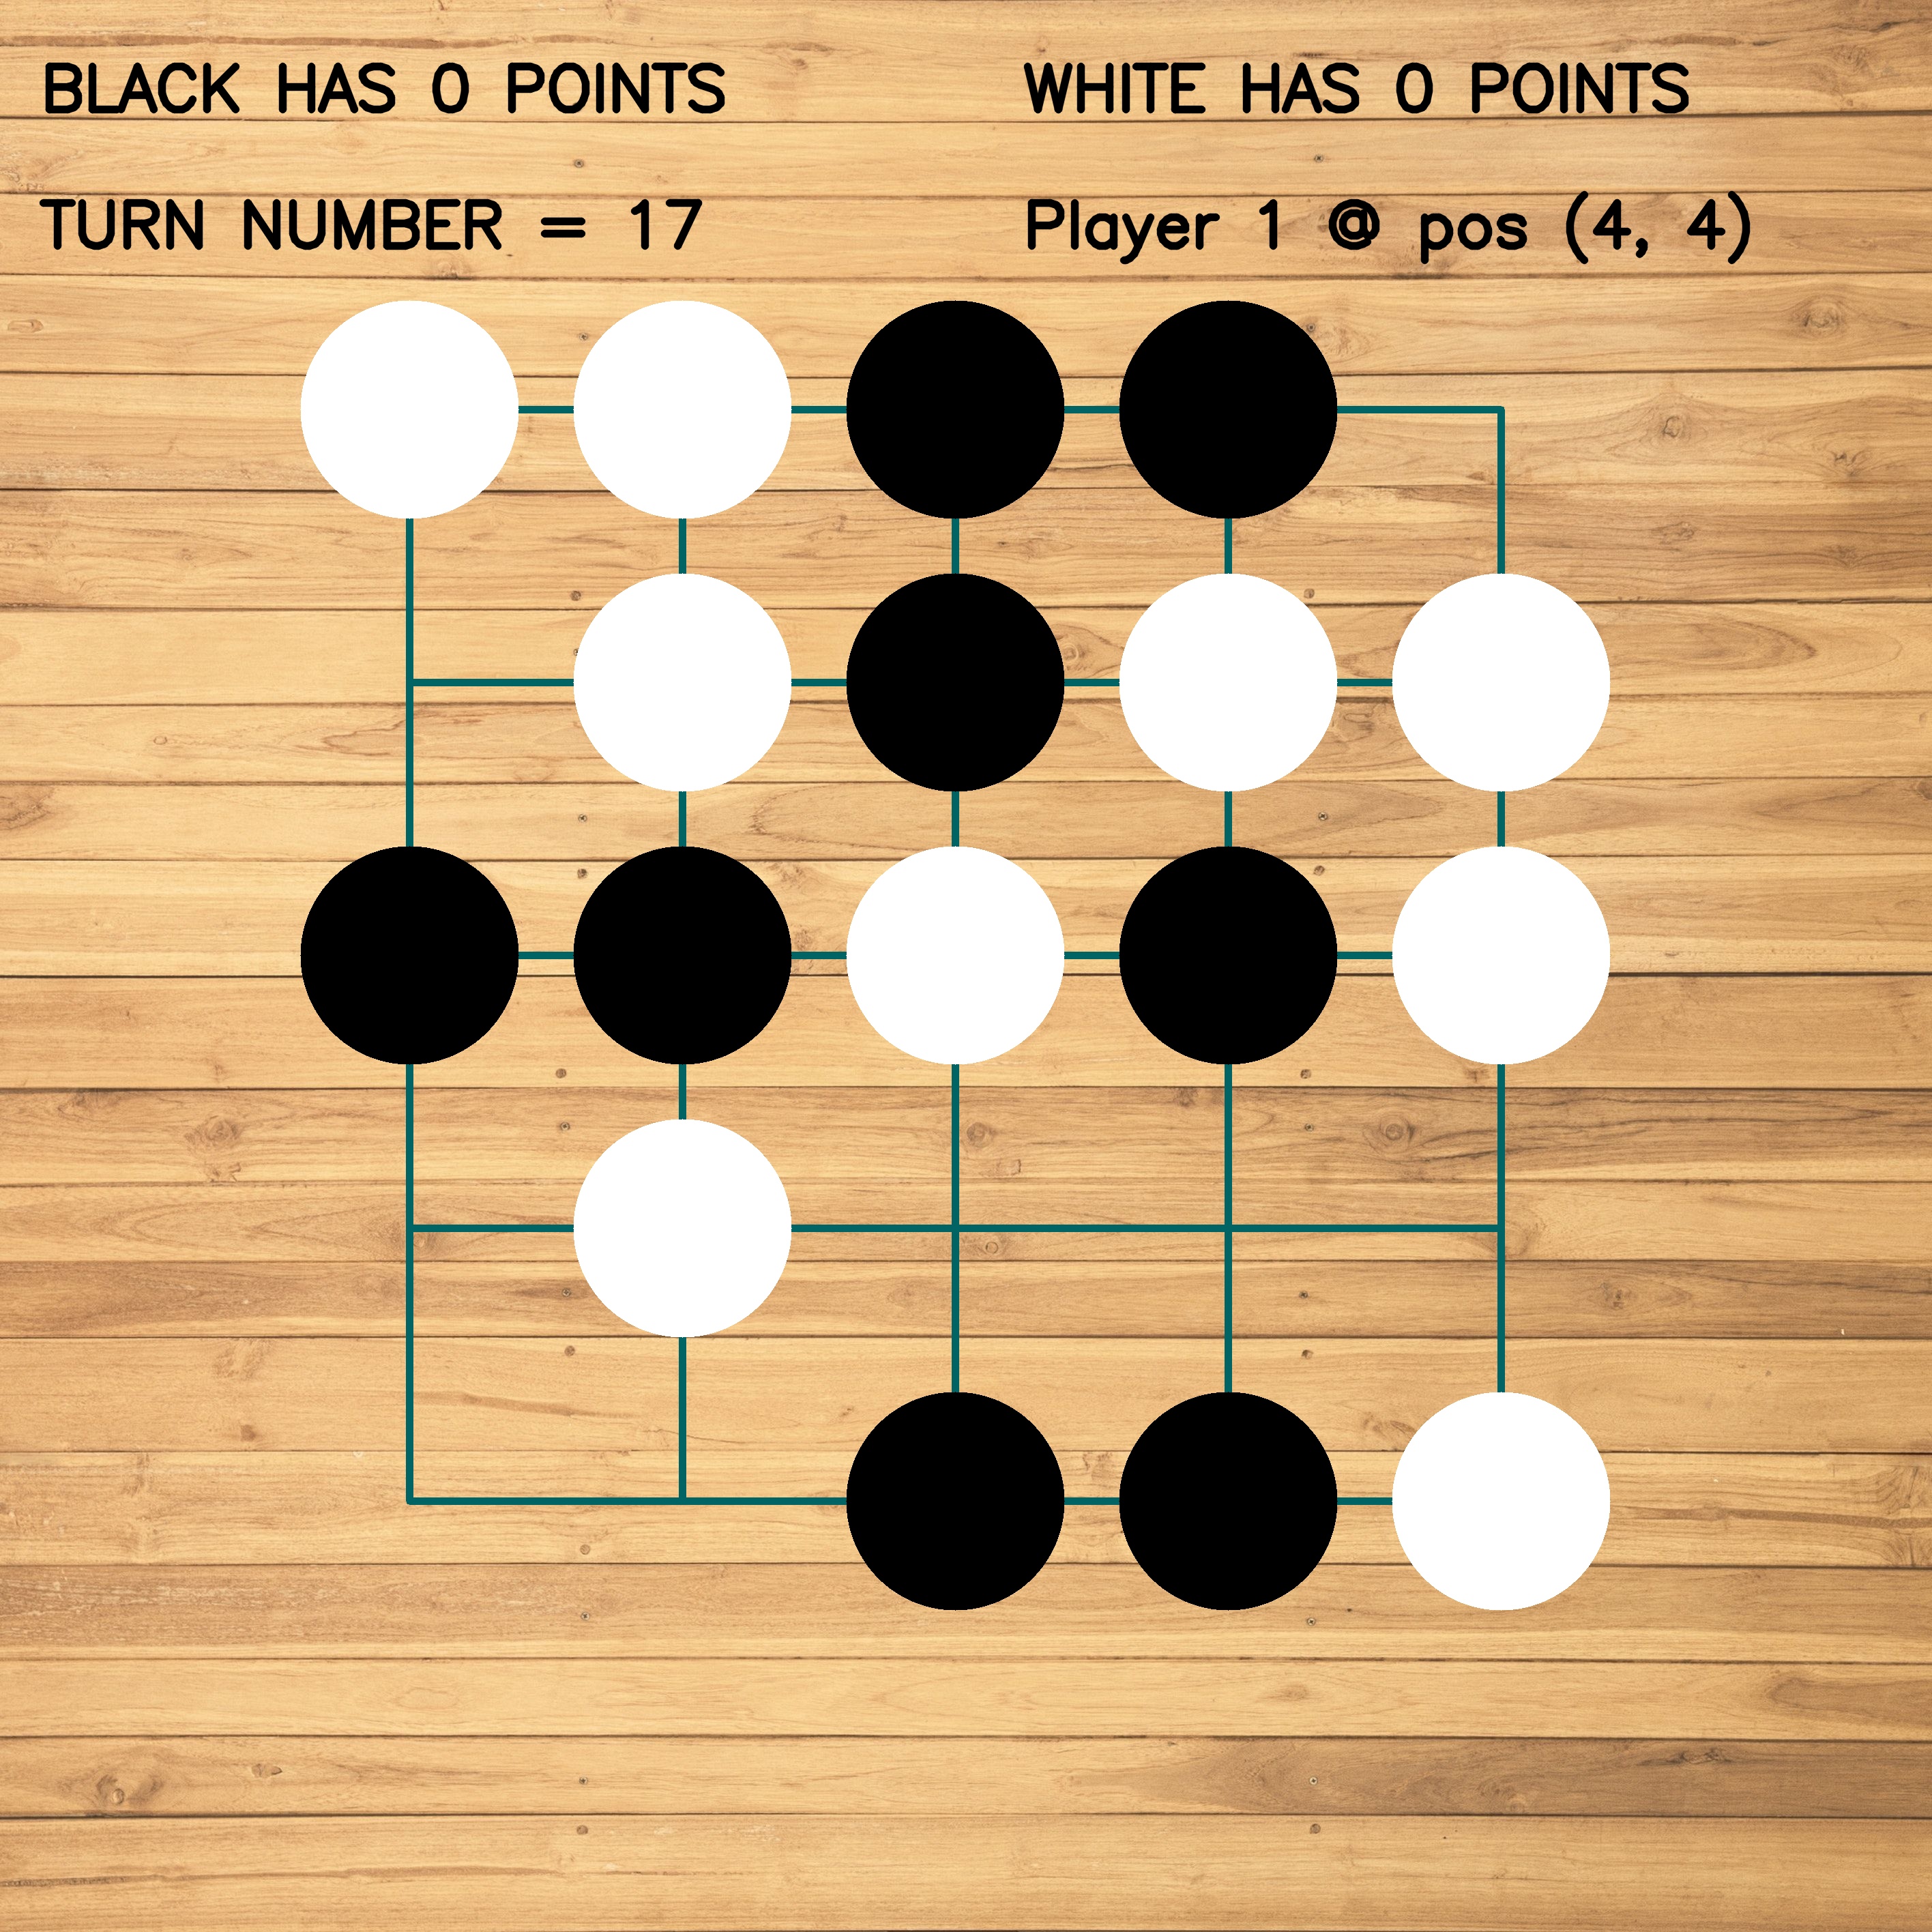 BLACK HAS 0 POINTS
WHITE HAS 0 POINTS
TURN NUMBER = 17
Player 1 @ pos (4, 4)